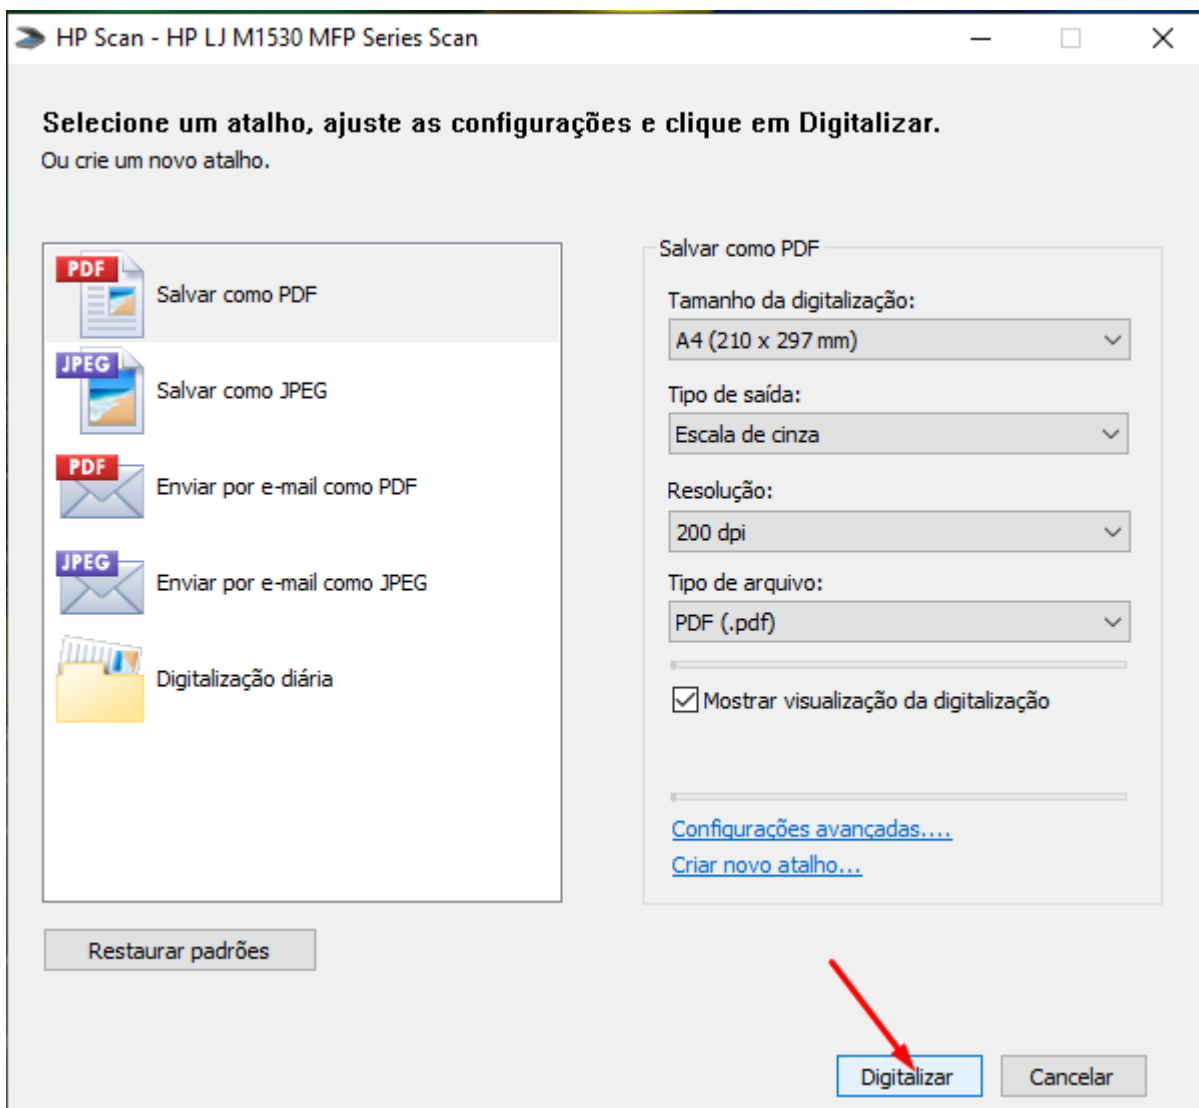 HP Scan - HP LJ M1530 MFP Series Scan
Selecione um atalho, ajuste as configurações e clique em Digitalizar.
Ou crie um novo atalho.
PDF
Salvar como PDF
JPEG
Salvar como JPEG
PDF
Enviar por e-mail como PDF
JPEG
Enviar por e-mail como JPEG
Digitalização diária
Restaurar padrões
Salvar como PDF
Tamanho da digitalização:
A4 (210 x 297 mm)
Tipo de saída:
Escala de cinza
Resolução:
200 dpi
Tipo de arquivo:
PDF (.pdf)
Mostrar visualização da digitalização
Configurações avançadas....
Criar novo atalho...
Digitalizar
Cancelar